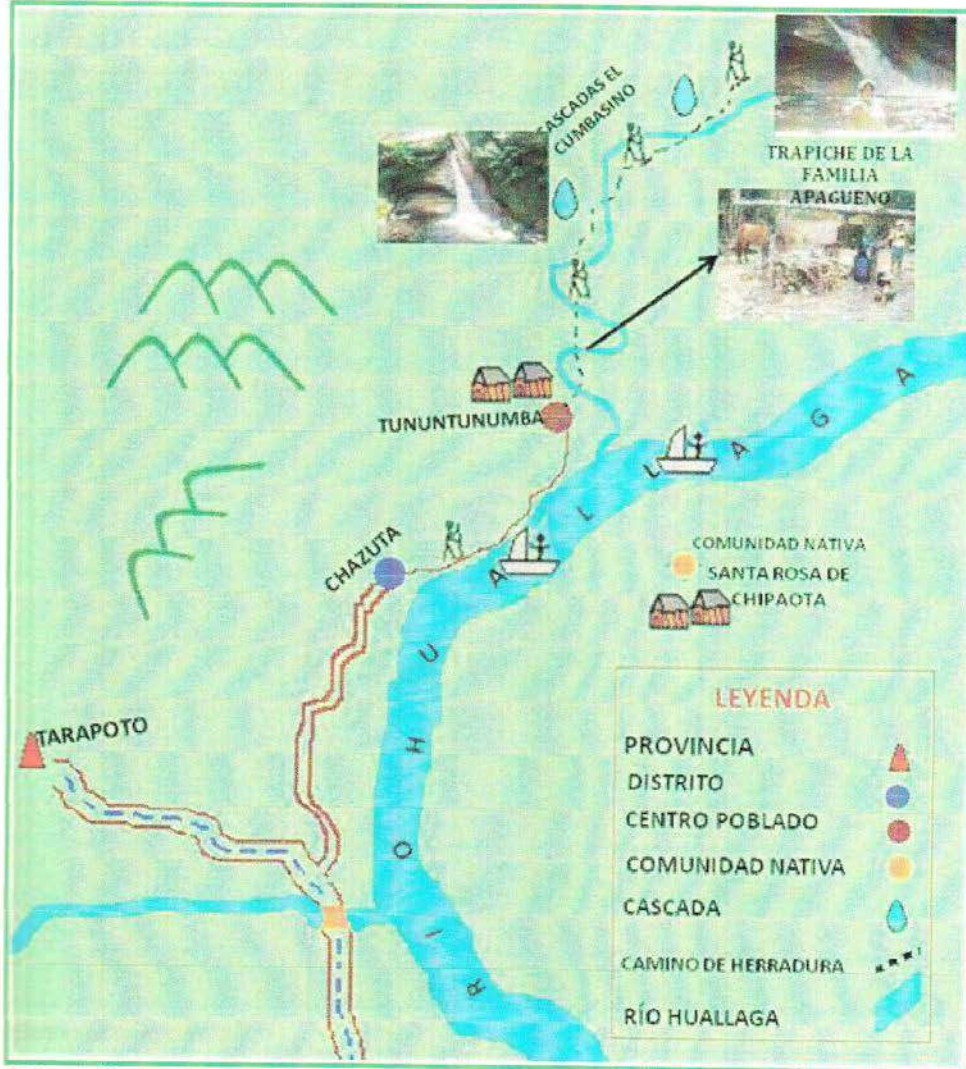 CASCADAS EL
CUMBASINO
TRAPICHE DE LA
FAMILIA
APAGUENO
TUNUNTUNUMBA
CHAZUTA
COMUNIDAD NATIVA
SANTA ROSA DE
CHIPAOTA
TARAPOTO
RIO HUALLAGA
LEYENDA
PROVINCIA
DISTRITO
CENTRO POBLADO
COMUNIDAD NATIVA
CASCADA
CAMINO DE HERRADURA
RÍO HUALLAGA